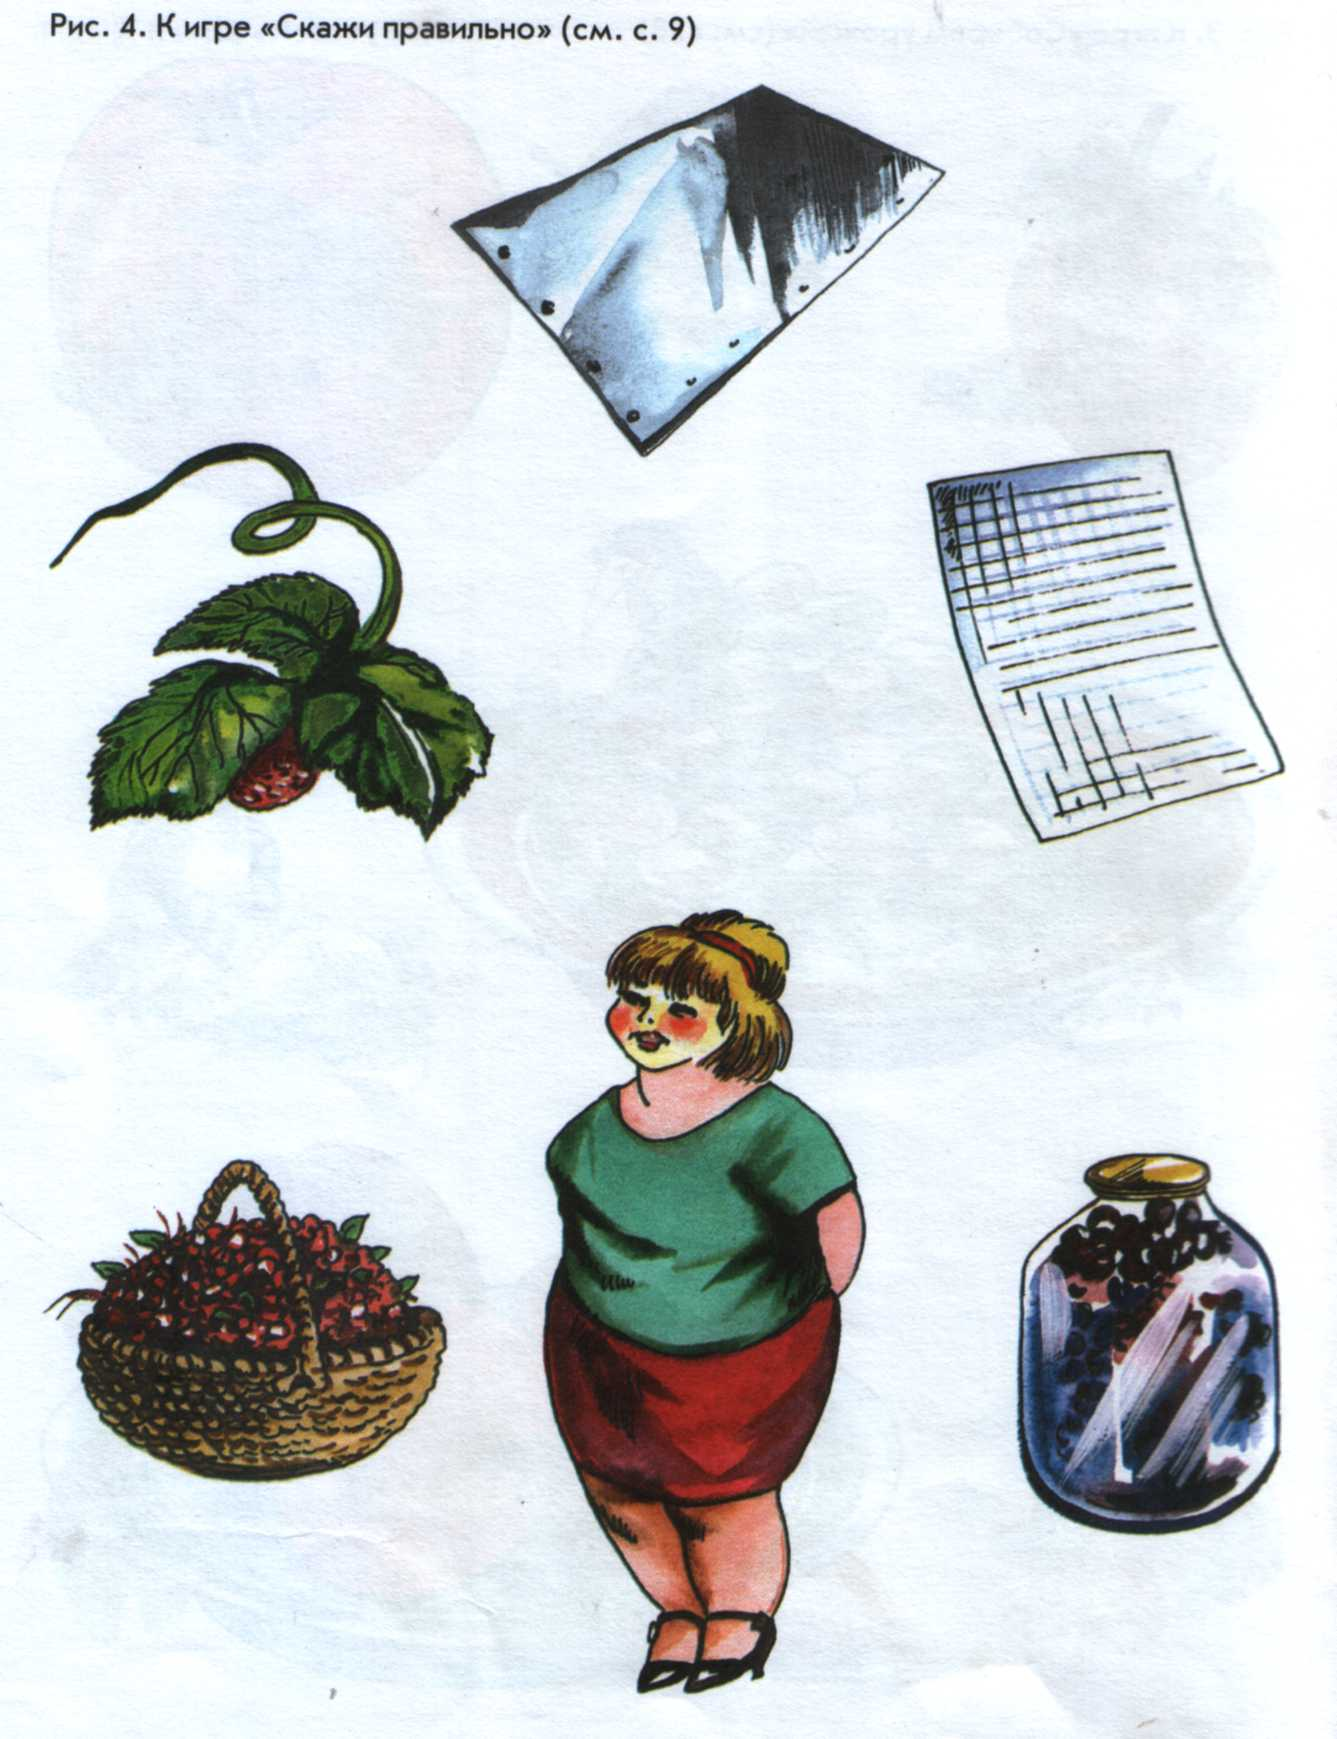 Рис. 4. К игре «Скажи правильно» (см. с. 9)